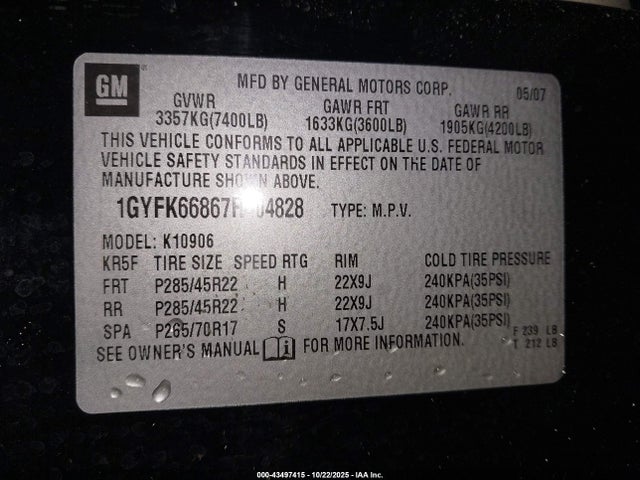 GM
MFD BY GENERAL MOTORS CORP. 05/07
GVWR GAWR FRT GAWR RR
3357KG(7400LB) 1633KG(3600LB) 1905KG(4200LB)
THIS VEHICLE CONFORMS TO ALL APPLICABLE U.S. FEDERAL MOTOR
VEHICLE SAFETY STANDARDS IN EFFECT ON THE DATE OF
MANUFACTURE SHOWN ABOVE.
TYPE: M.P.V.
MODEL: K10906
KR5F TIRE SIZE SPEED RTG RIM COLD TIRE PRESSURE
FRT P285/45R22 H 22X9J 240KPA(35PSI)
RR P285/45R22 H 22X9J 240KPA(35PSI)
SPA P265/70R17 S 17X7.5J 240KPA(35PSI)
F 239 LB
T 212 LB
SEE OWNER'S MANUAL FOR MORE INFORMATION.
000-43497415 - 10/22/2025 - IAA Inc.